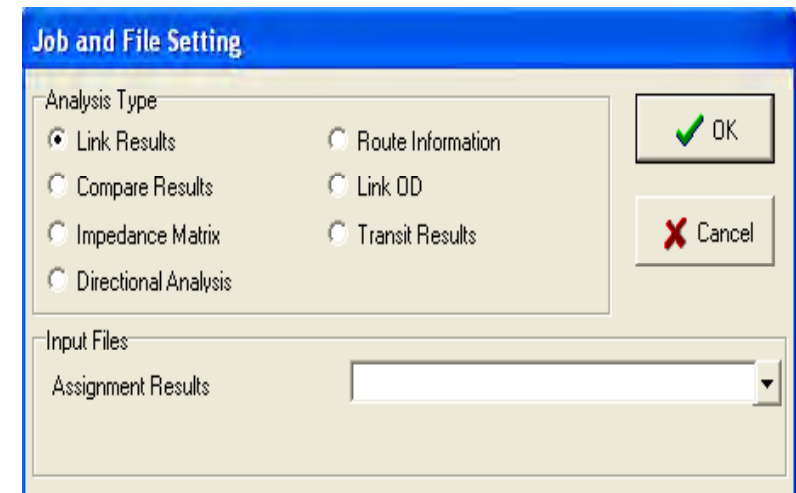 Job and File Setting
Analysis Type
Link Results
Route Information
Compare Results
Link OD
Impedance Matrix
Transit Results
Directional Analysis
OK
Cancel
Input Files
Assignment Results